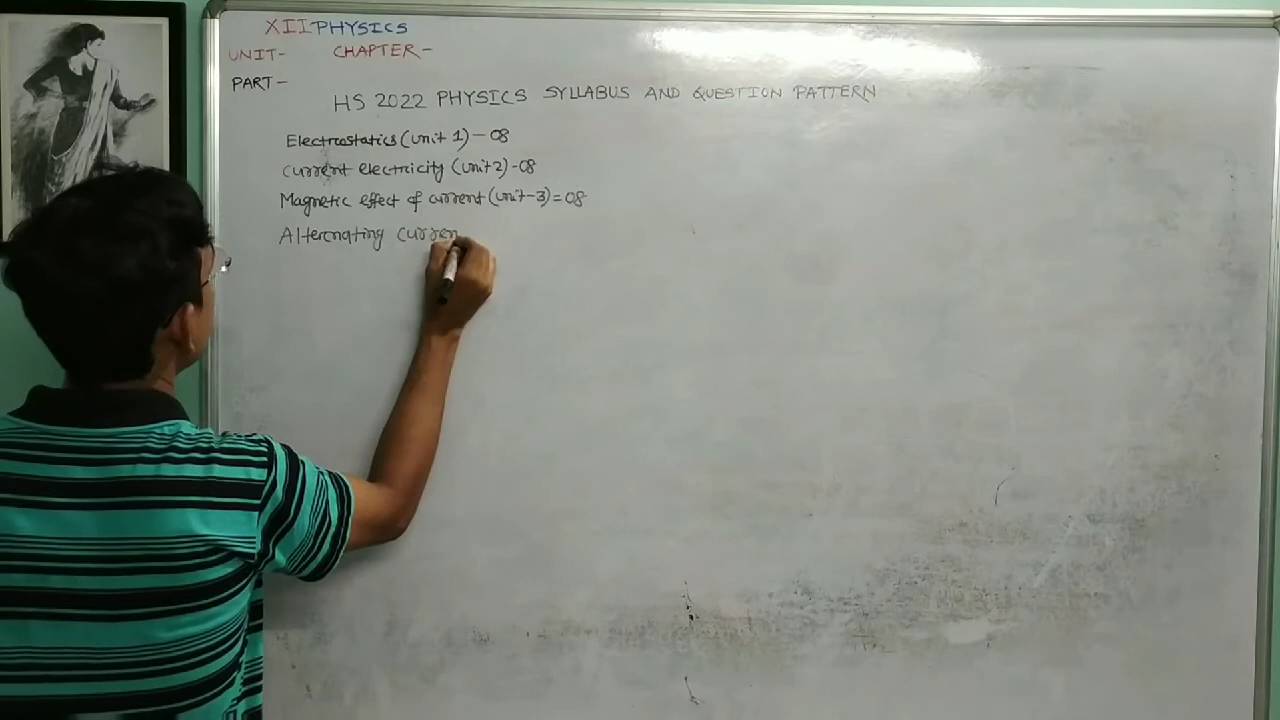 XII PHYSICS
UNIT- CHAPTER-
PART-
HS 2022 PHYSICS SYLLABUS AND QUESTION PATTERN
Electrostatics (Unit 1) - 08
Current electricity (Unit 2) - 08
Magnetic effect of current (Unit-3) = 08
Alternating curren